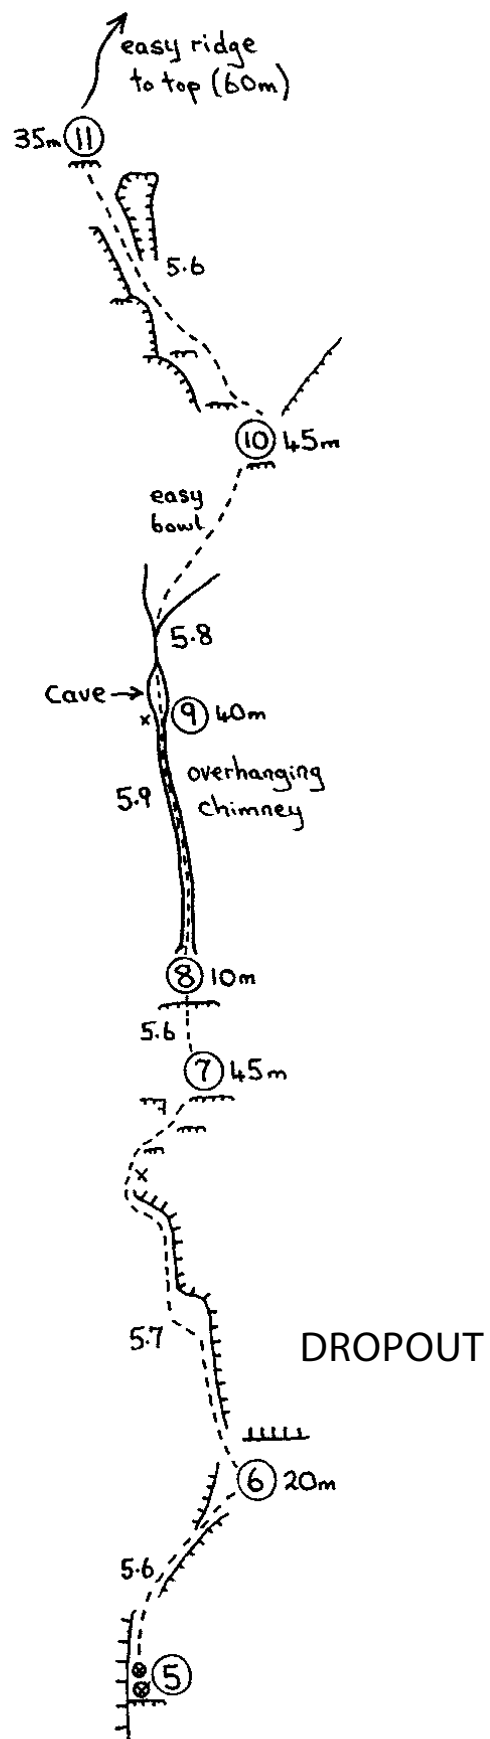 easy ridge
to top (60m)
35m 11
5.6
10 45m
easy
bowl
5.8
Cave
x 9 40m
overhanging
5.9
chimney
8 10m
5.6
7 45m
x
5.7
DROPOUT
6 20m
5.6
5